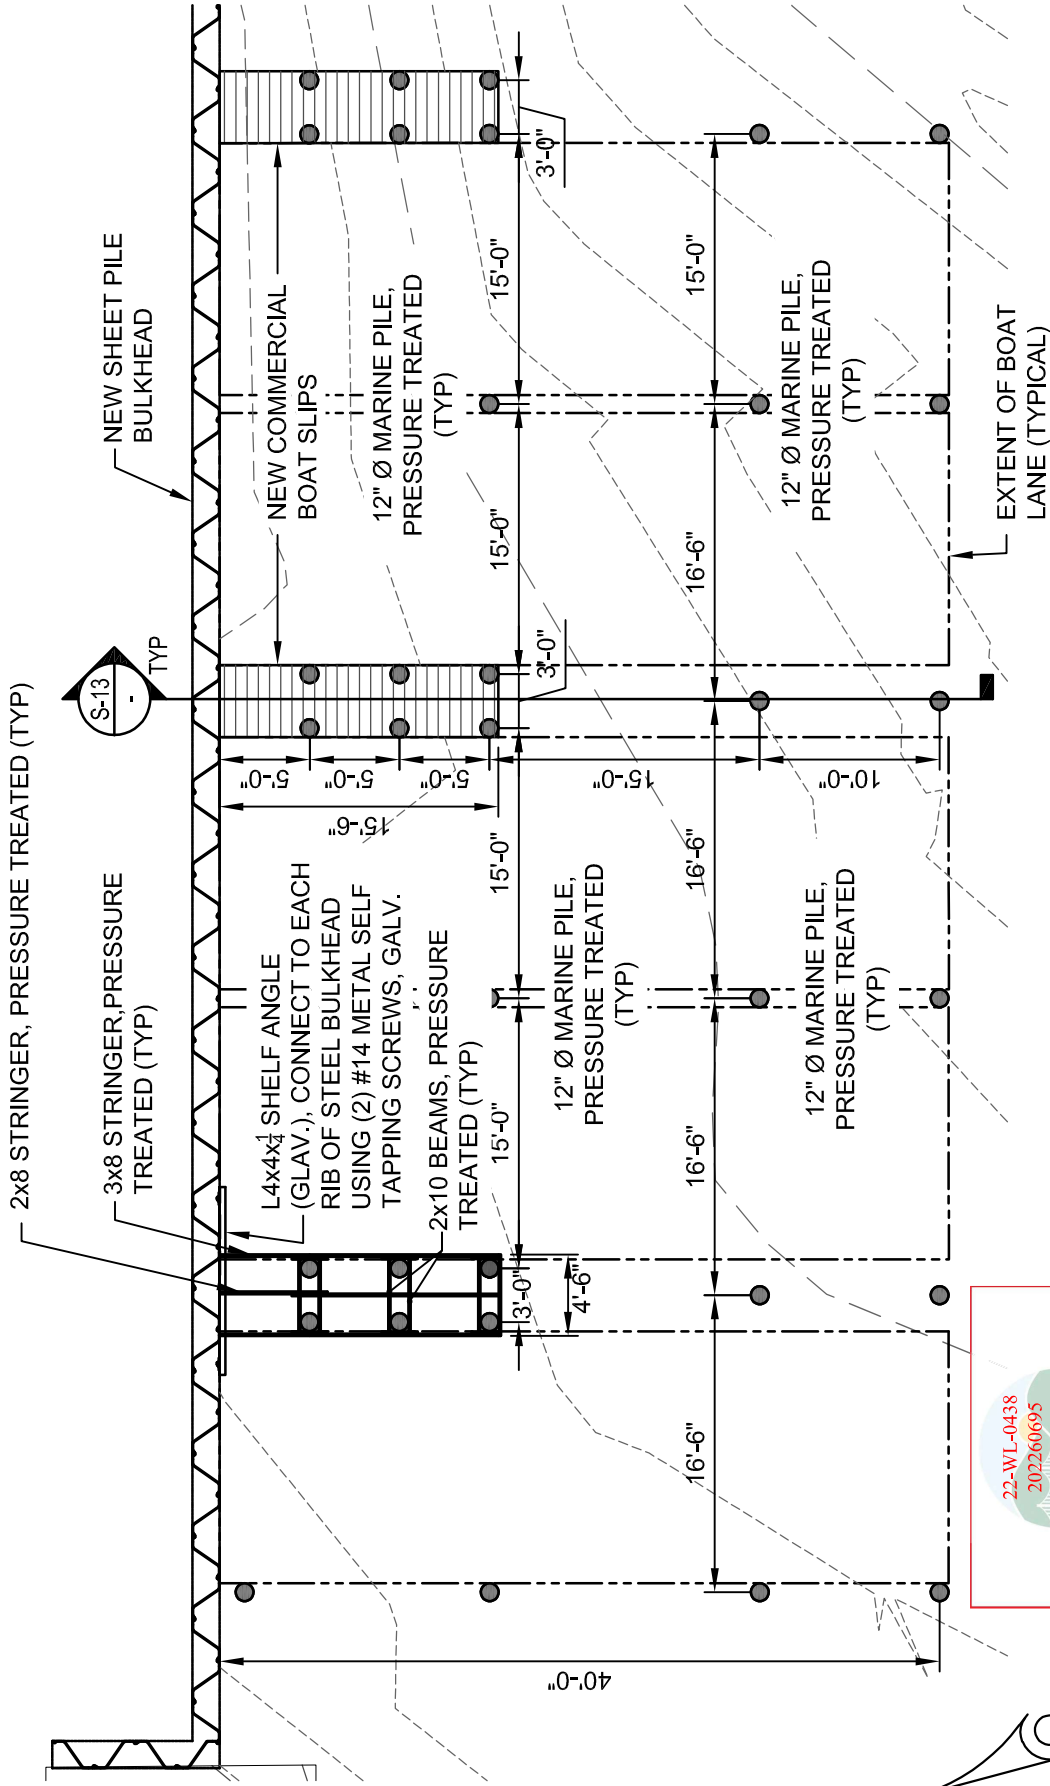 2x8 STRINGER, PRESSURE TREATED (TYP)
3x8 STRINGER,PRESSURE
TREATED (TYP)
L4x4x1/4 SHELF ANGLE
(GLAV.), CONNECT TO EACH
RIB OF STEEL BULKHEAD
USING (2) #14 METAL SELF
TAPPING SCREWS, GALV.
2x10 BEAMS, PRESSURE
TREATED (TYP)
S-13
-
TYP
NEW SHEET PILE
BULKHEAD
NEW COMMERCIAL
BOAT SLIPS
12" Ø MARINE PILE,
PRESSURE TREATED
(TYP)
5'-0"
5'-0"
5'-0"
15'-0"
10'-0"
15'-6"
3'-0"
4'-6"
15'-0"
15'-0"
3'-0"
15'-0"
15'-0"
3'-0"
12" Ø MARINE PILE,
PRESSURE TREATED
(TYP)
16'-6"
16'-6"
16'-6"
16'-6"
15'-0"
12" Ø MARINE PILE,
PRESSURE TREATED
(TYP)
12" Ø MARINE PILE,
PRESSURE TREATED
(TYP)
40'-0"
EXTENT OF BOAT
LANE (TYPICAL)
22-WL-0438
202260695